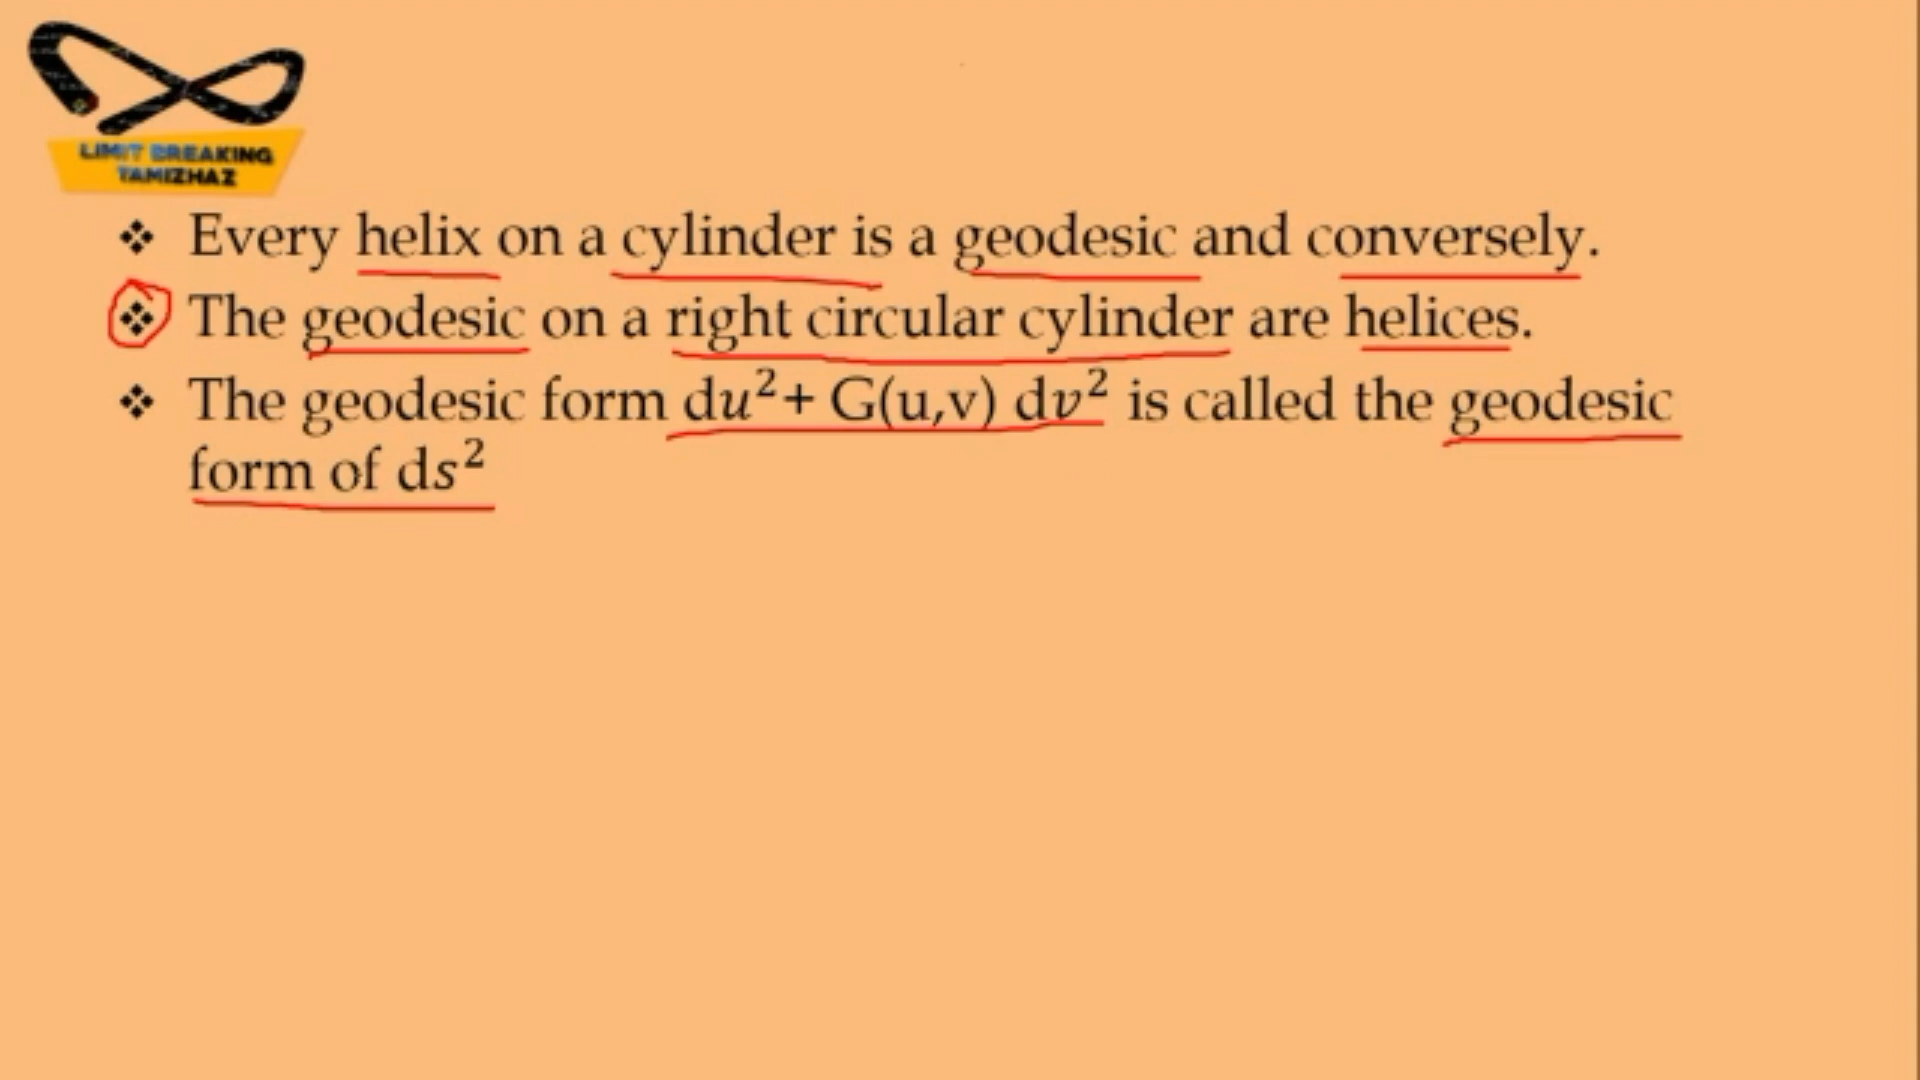 LIMIT BREAKING
TAMIZHAZ
❖ Every helix on a cylinder is a geodesic and conversely.
❖ The geodesic on a right circular cylinder are helices.
❖ The geodesic form du²+ G(u,v) dv² is called the geodesic
form of ds²